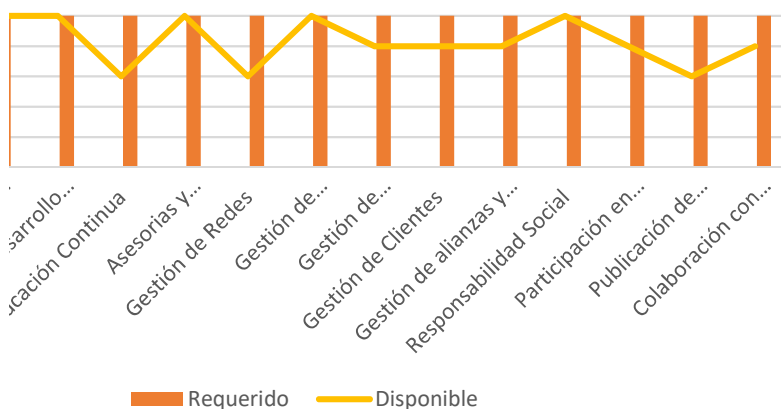 sarrollo...
ucación Continua
Asesorias y...
Gestión de Redes
Gestión de...
Gestión de...
Gestión de Clientes
Gestión de alianzas y...
Responsabilidad Social
Participación en...
Publicación de...
Colaboración con...
Requerido Disponible